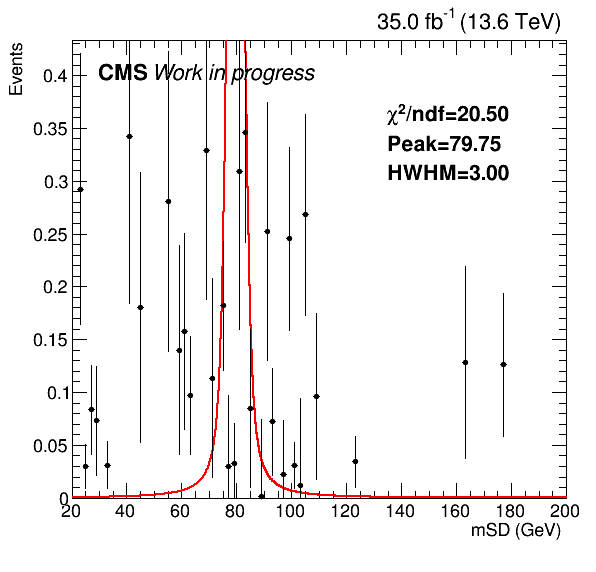 35.0 fb⁻¹ (13.6 TeV)
Events
CMS Work in progress
χ²/ndf=20.50
Peak=79.75
HWHM=3.00
0.4
0.35
0.3
0.25
0.2
0.15
0.1
0.05
0
20 40 60 80 100 120 140 160 180 200
mSD (GeV)